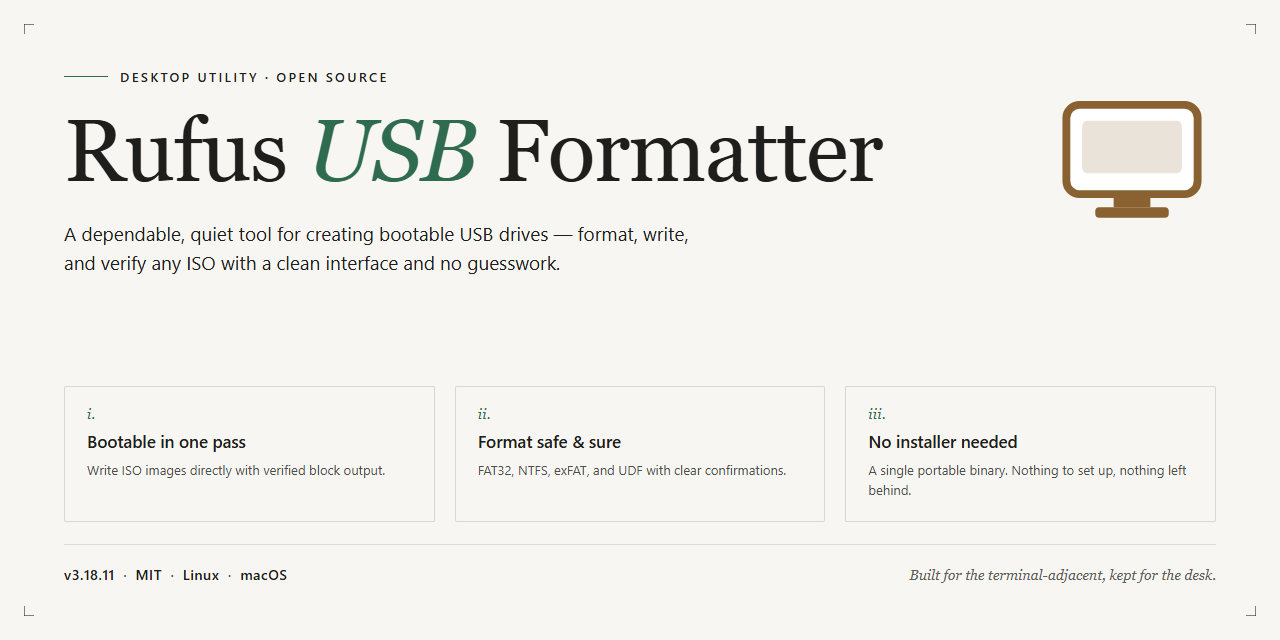 DESKTOP UTILITY · OPEN SOURCE
Rufus USB Formatter
A dependable, quiet tool for creating bootable USB drives — format, write,
and verify any ISO with a clean interface and no guesswork.
i.
Bootable in one pass
Write ISO images directly with verified block output.
ii.
Format safe & sure
FAT32, NTFS, exFAT, and UDF with clear confirmations.
iii.
No installer needed
A single portable binary. Nothing to set up, nothing left
behind.
v3.18.11 · MIT · Linux · macOS
Built for the terminal-adjacent, kept for the desk.